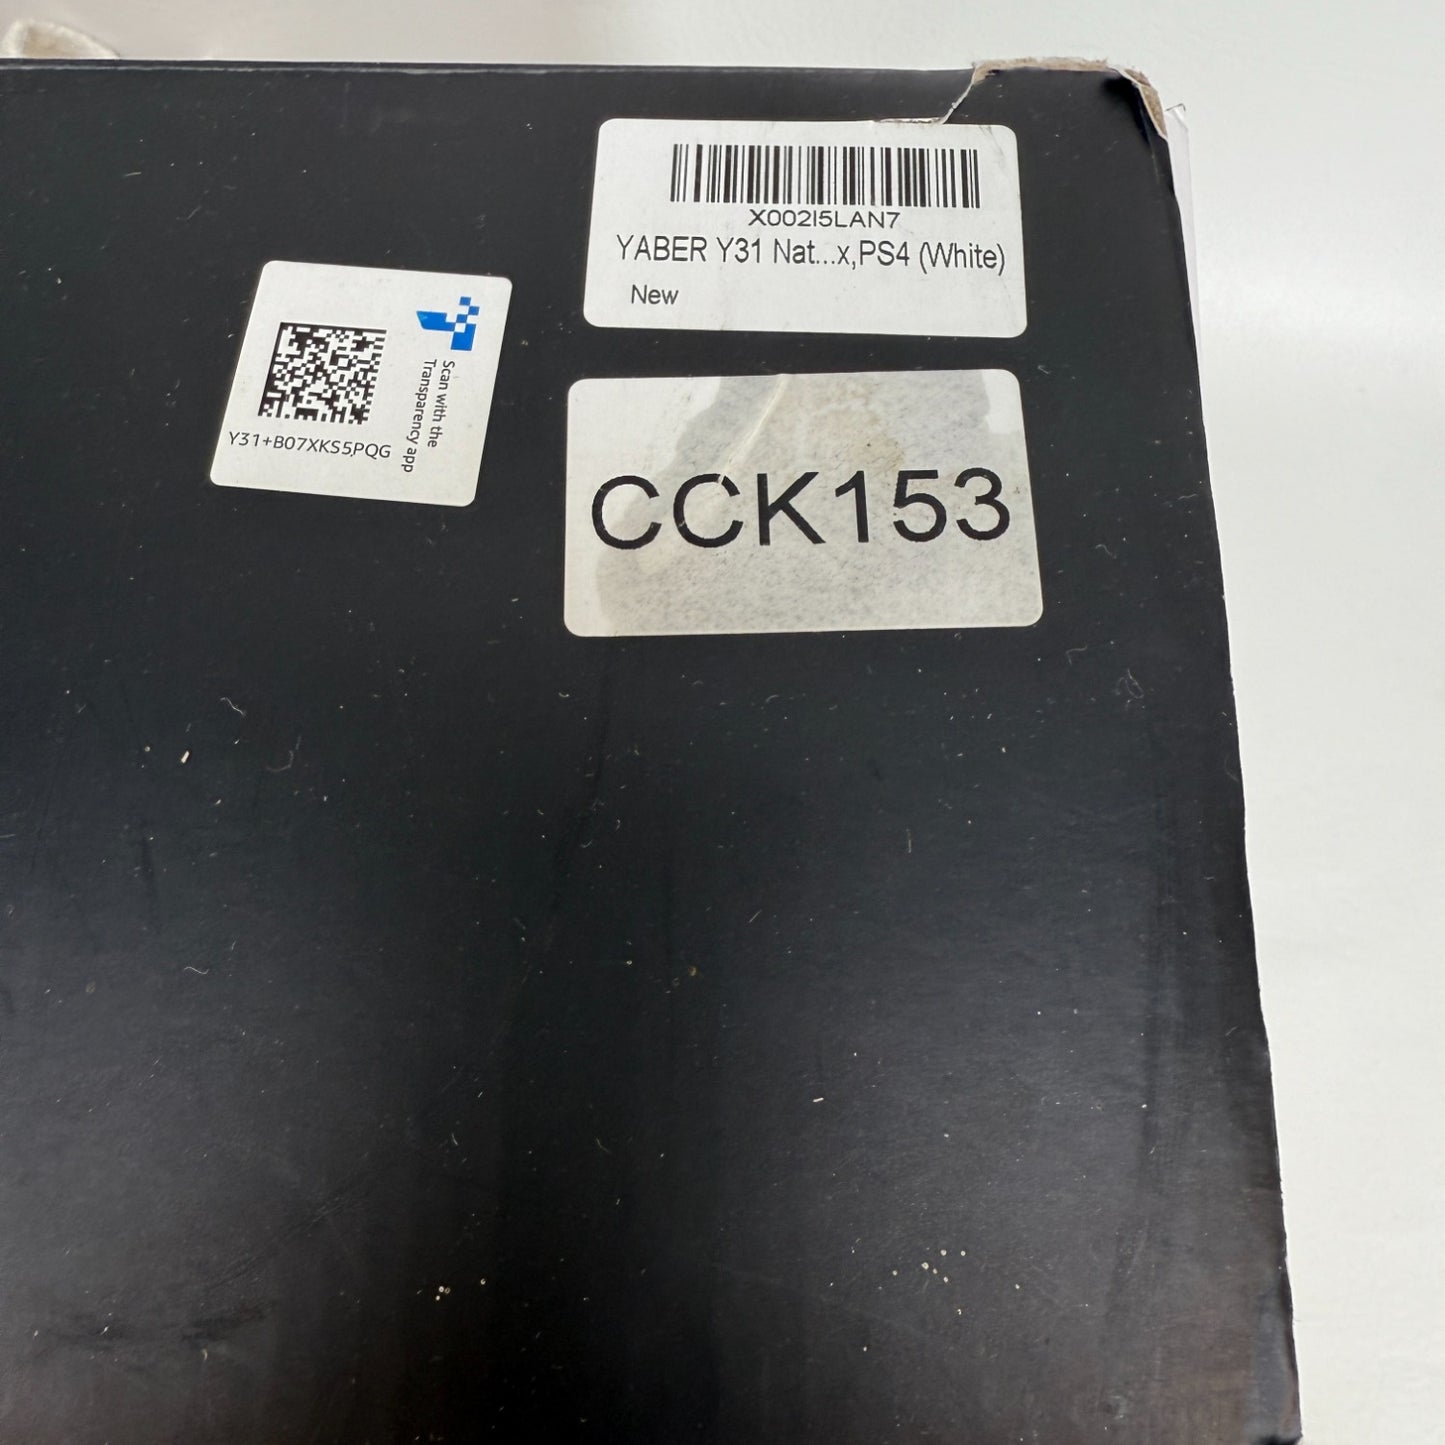 X002I5LAN7
YABER Y31 Nat...x,PS4 (White)
New
Scan with the
Transparency app
Y31+B07XKS5PQG
CCK153